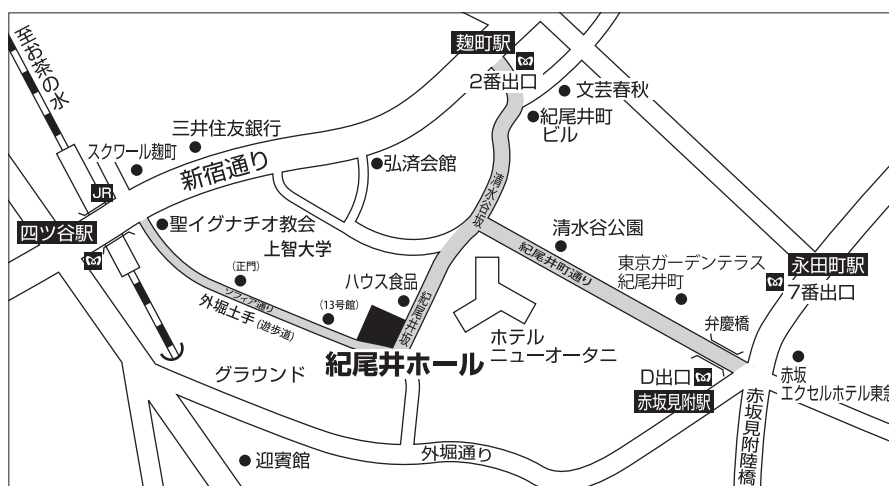 至お茶の水
麹町駅
2番出口
文芸春秋
三井住友銀行
紀尾井町
ビル
スクワール麹町
新宿通り
弘済会館
清水谷坂
JR
四ツ谷駅
聖イグナチオ教会
上智大学
清水谷公園
紀尾井町通り
東京ガーデンテラス
紀尾井町
永田町駅
7番出口
(正門)
ハウス食品
ソフィア通り
外堀土手(遊歩道)
(13号館)
紀尾井坂
弁慶橋
ホテル
ニューオータニ
紀尾井ホール
グラウンド
D出口
赤坂見附駅
赤坂
エクセルホテル東急
赤坂見附陸橋
外堀通り
迎賓館